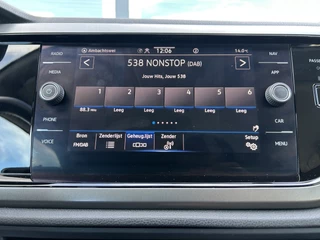 RADIO
Ambachtsweg
12:06
14.0°C
NAV
MEDIA
538 NONSTOP (DAB)
APP
Jouw Hits, Jouw 538
1 2 3 4 5 6
88.3 MHz Leeg Leeg Leeg Leeg Leeg
PHONE
CAR
VOICE
Bron Zenderlijst Geheug.lijst Zender Setup
FM/DAB
MENU
PASSENGER